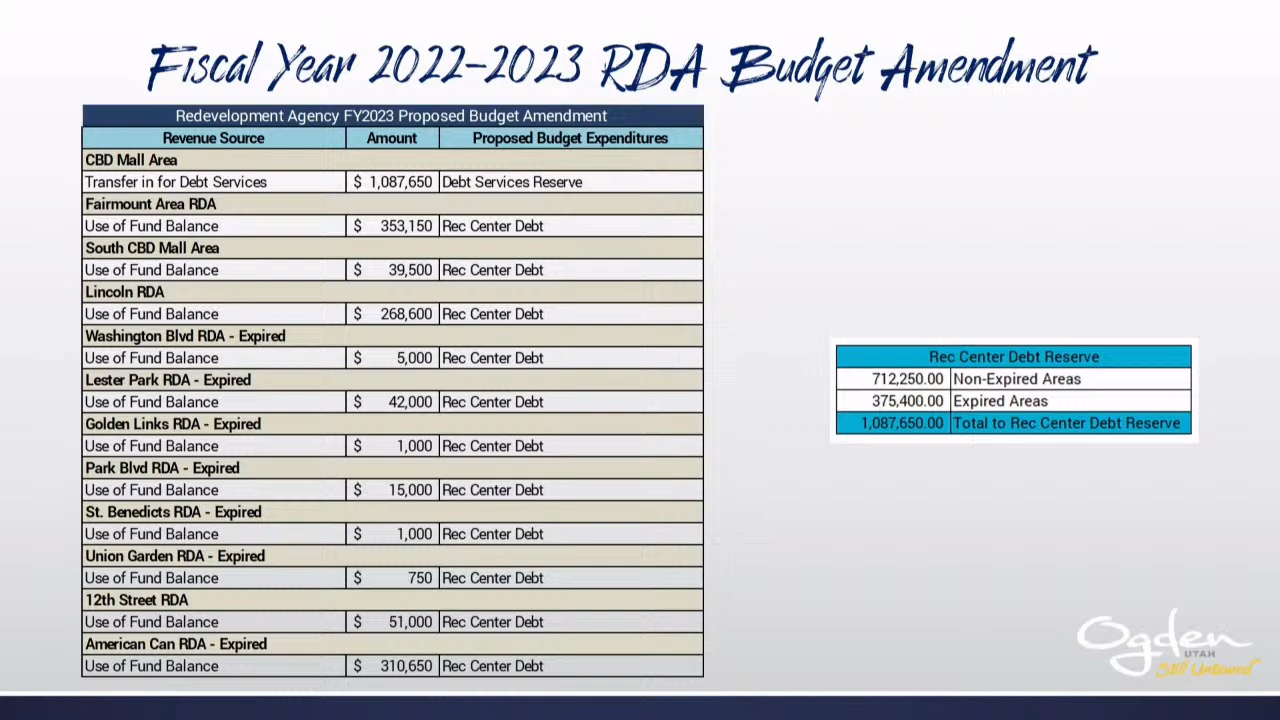 Fiscal Year 2022-2023 RDA Budget Amendment
Redevelopment Agency FY2023 Proposed Budget Amendment
Revenue Source Amount Proposed Budget Expenditures
CBD Mall Area
Transfer in for Debt Services $ 1,087,650 Debt Services Reserve
Fairmount Area RDA
Use of Fund Balance $ 353,150 Rec Center Debt
South CBD Mall Area
Use of Fund Balance $ 39,500 Rec Center Debt
Lincoln RDA
Use of Fund Balance $ 268,600 Rec Center Debt
Washington Blvd RDA - Expired
Use of Fund Balance $ 5,000 Rec Center Debt
Lester Park RDA - Expired
Use of Fund Balance $ 42,000 Rec Center Debt
Golden Links RDA - Expired
Use of Fund Balance $ 1,000 Rec Center Debt
Park Blvd RDA - Expired
Use of Fund Balance $ 15,000 Rec Center Debt
St. Benedicts RDA - Expired
Use of Fund Balance $ 1,000 Rec Center Debt
Union Garden RDA - Expired
Use of Fund Balance $ 750 Rec Center Debt
12th Street RDA
Use of Fund Balance $ 51,000 Rec Center Debt
American Can RDA - Expired
Use of Fund Balance $ 310,650 Rec Center Debt
Rec Center Debt Reserve
712,250.00 Non-Expired Areas
375,400.00 Expired Areas
1,087,650.00 Total to Rec Center Debt Reserve
Ogden
UTAH
Still Untamed